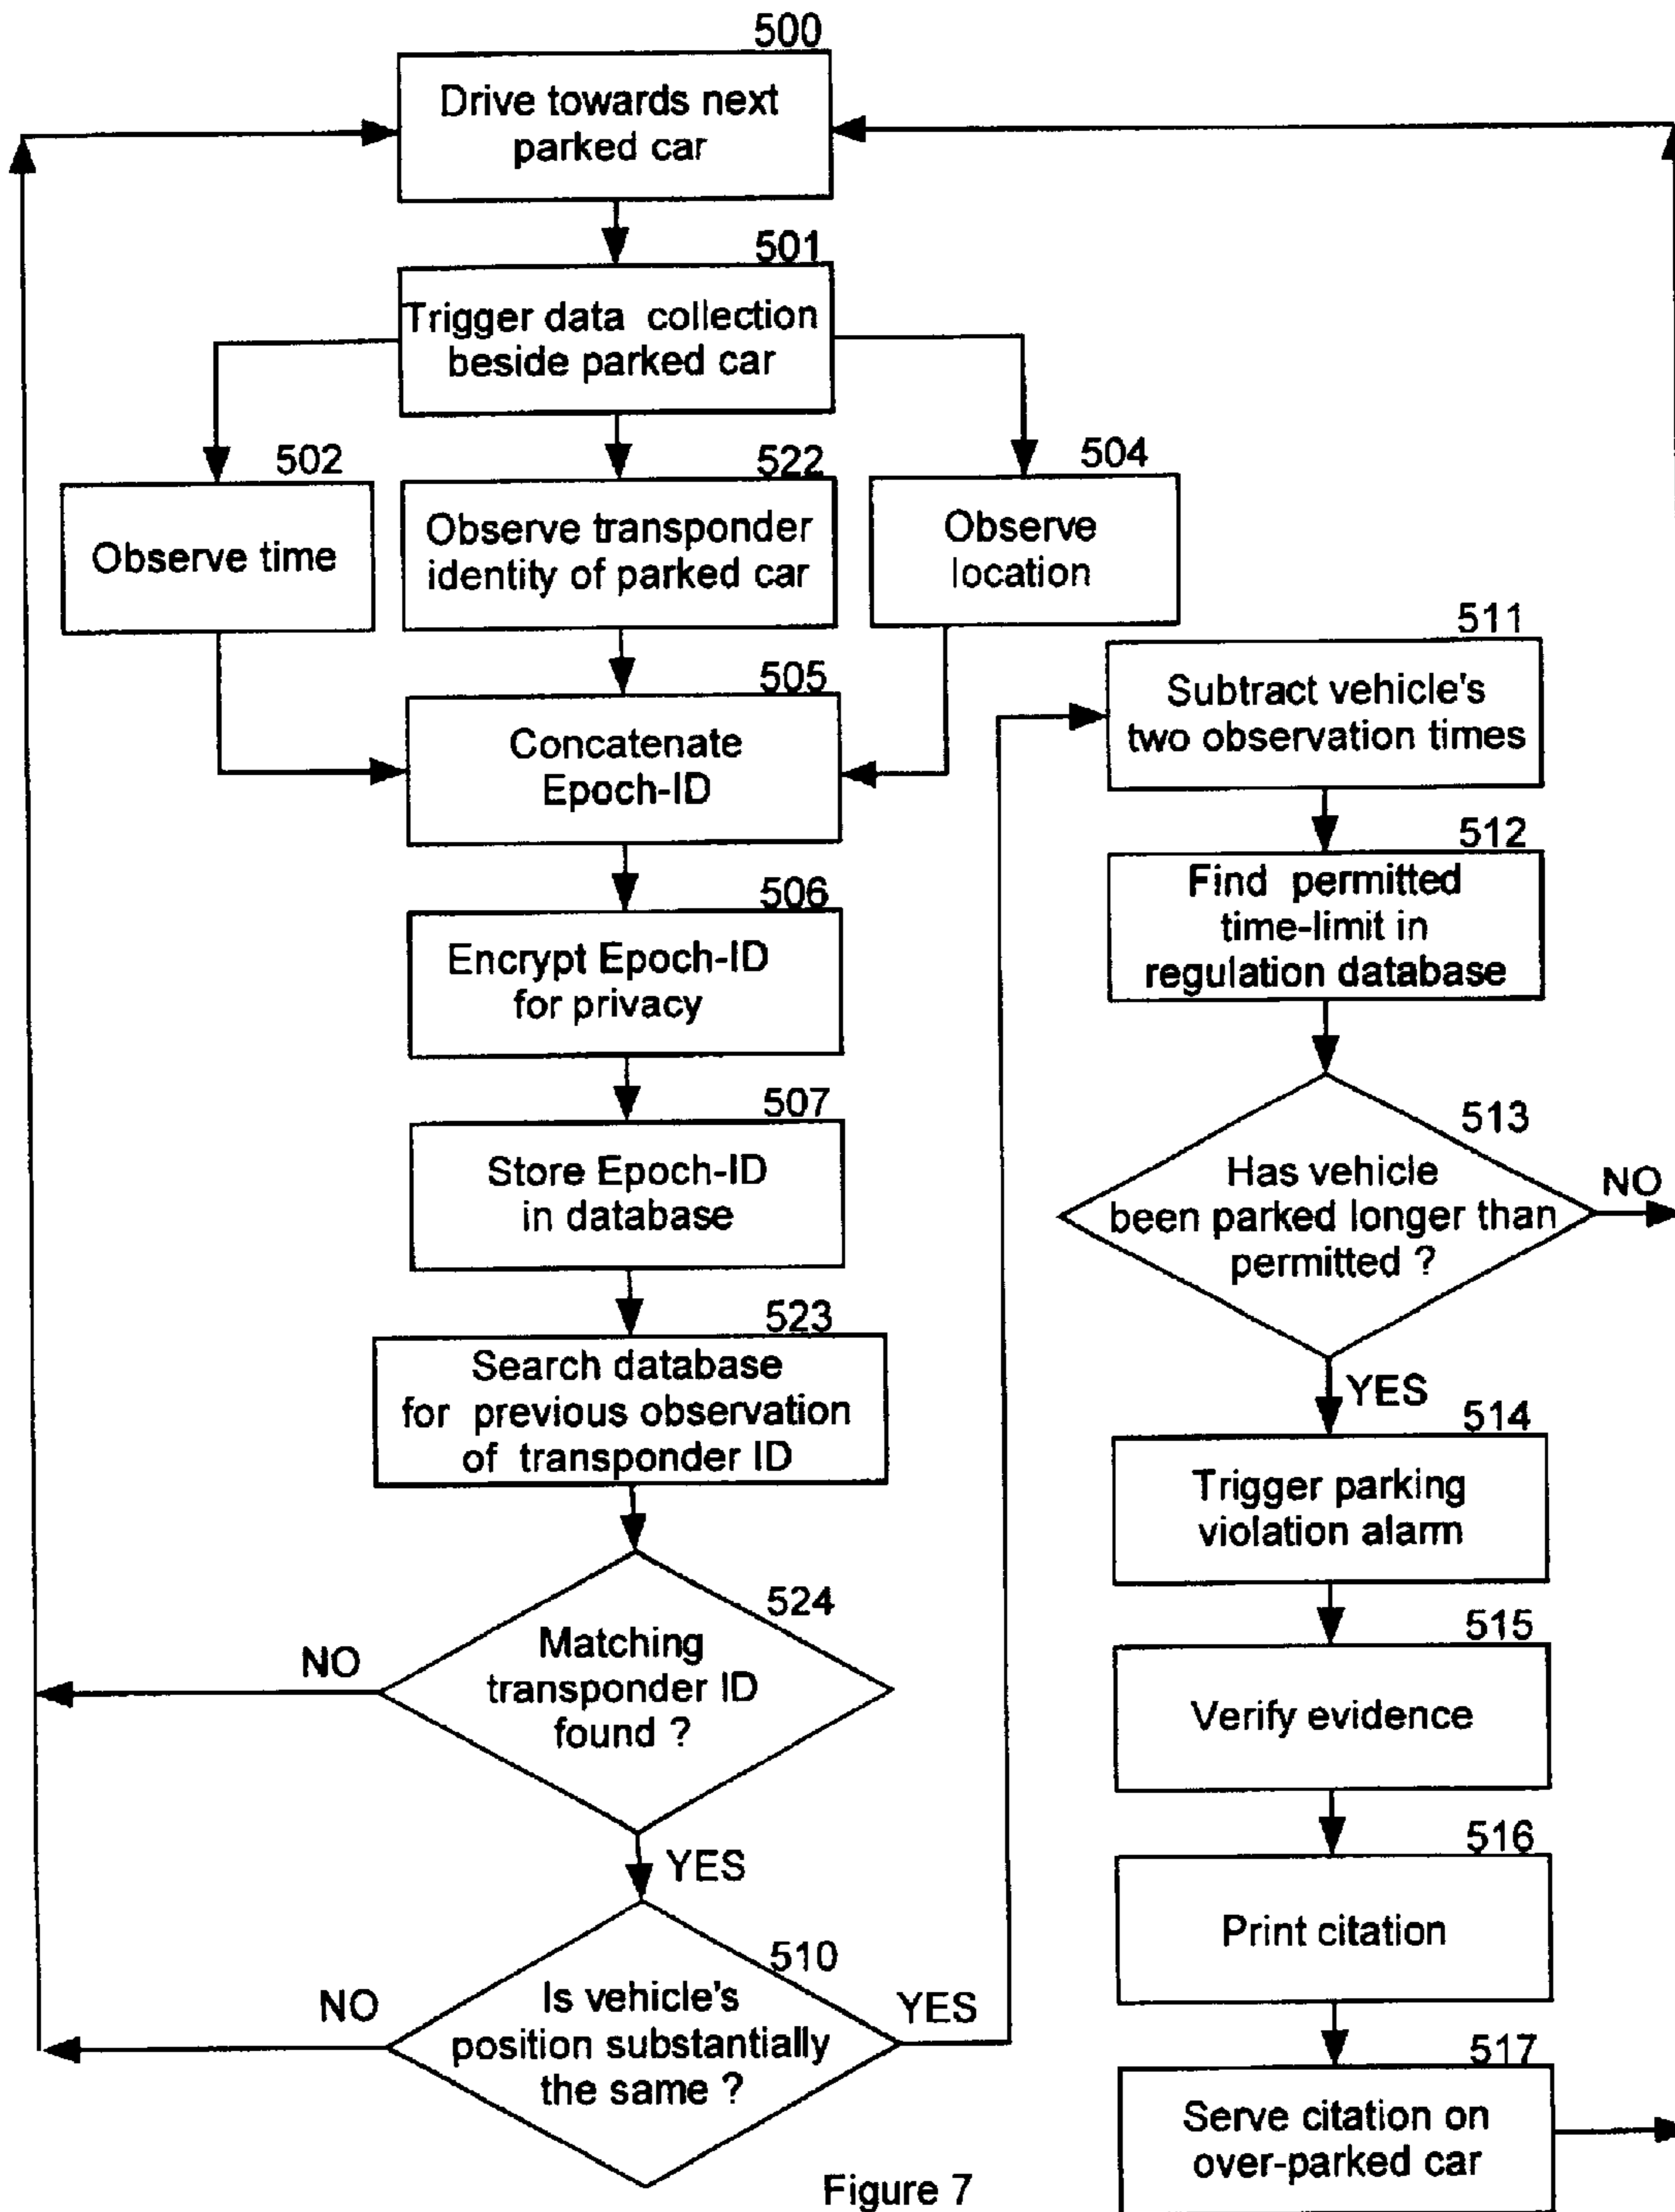 500
Drive towards next
parked car
501
Trigger data collection
beside parked car
502
Observe time
522
Observe transponder
identity of parked car
504
Observe
location
505
Concatenate
Epoch-ID
506
Encrypt Epoch-ID
for privacy
507
Store Epoch-ID
in database
523
Search database
for previous observation
of transponder ID
524
Matching
transponder ID
found ?
NO
YES
510
Is vehicle's
position substantially
the same ?
NO
YES
511
Subtract vehicle's
two observation times
512
Find permitted
time-limit in
regulation database
513
Has vehicle
been parked longer than
permitted ?
NO
YES
514
Trigger parking
violation alarm
515
Verify evidence
516
Print citation
517
Serve citation on
over-parked car
Figure 7